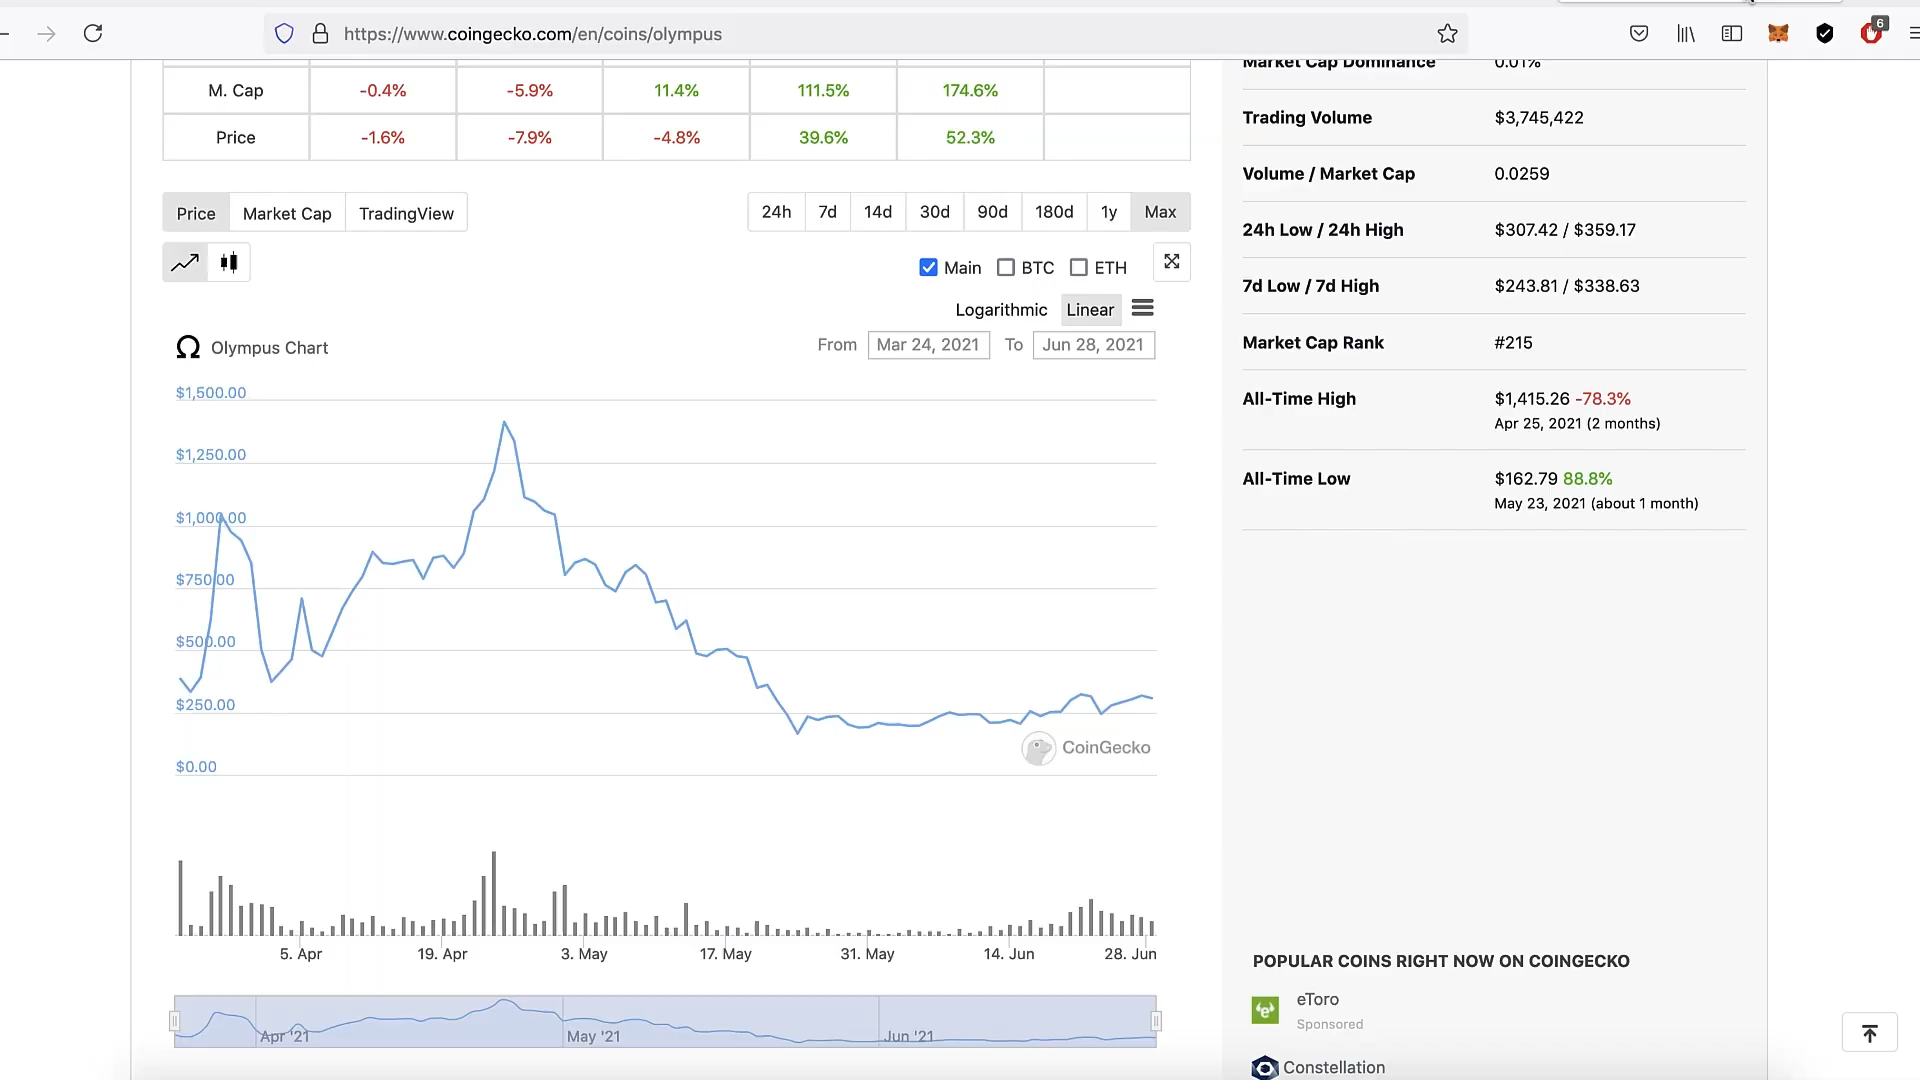 https://www.coingecko.com/en/coins/olympus
6
M. Cap -0.4% -5.9% 11.4% 111.5% 174.6%
Price -1.6% -7.9% -4.8% 39.6% 52.3%
Price Market Cap TradingView
24h 7d 14d 30d 90d 180d 1y Max
Main BTC ETH
Logarithmic Linear
Olympus Chart
From Mar 24, 2021 To Jun 28, 2021
$1,500.00
$1,250.00
$1,000.00
$750.00
$500.00
$250.00
$0.00
CoinGecko
5. Apr 19. Apr 3. May 17. May 31. May 14. Jun 28. Jun
Apr '21 May '21 Jun '21
Market Cap Dominance 0.01%
Trading Volume $3,745,422
Volume / Market Cap 0.0259
24h Low / 24h High $307.42 / $359.17
7d Low / 7d High $243.81 / $338.63
Market Cap Rank #215
All-Time High $1,415.26 -78.3%
Apr 25, 2021 (2 months)
All-Time Low $162.79 88.8%
May 23, 2021 (about 1 month)
POPULAR COINS RIGHT NOW ON COINGECKO
eToro
Sponsored
Constellation